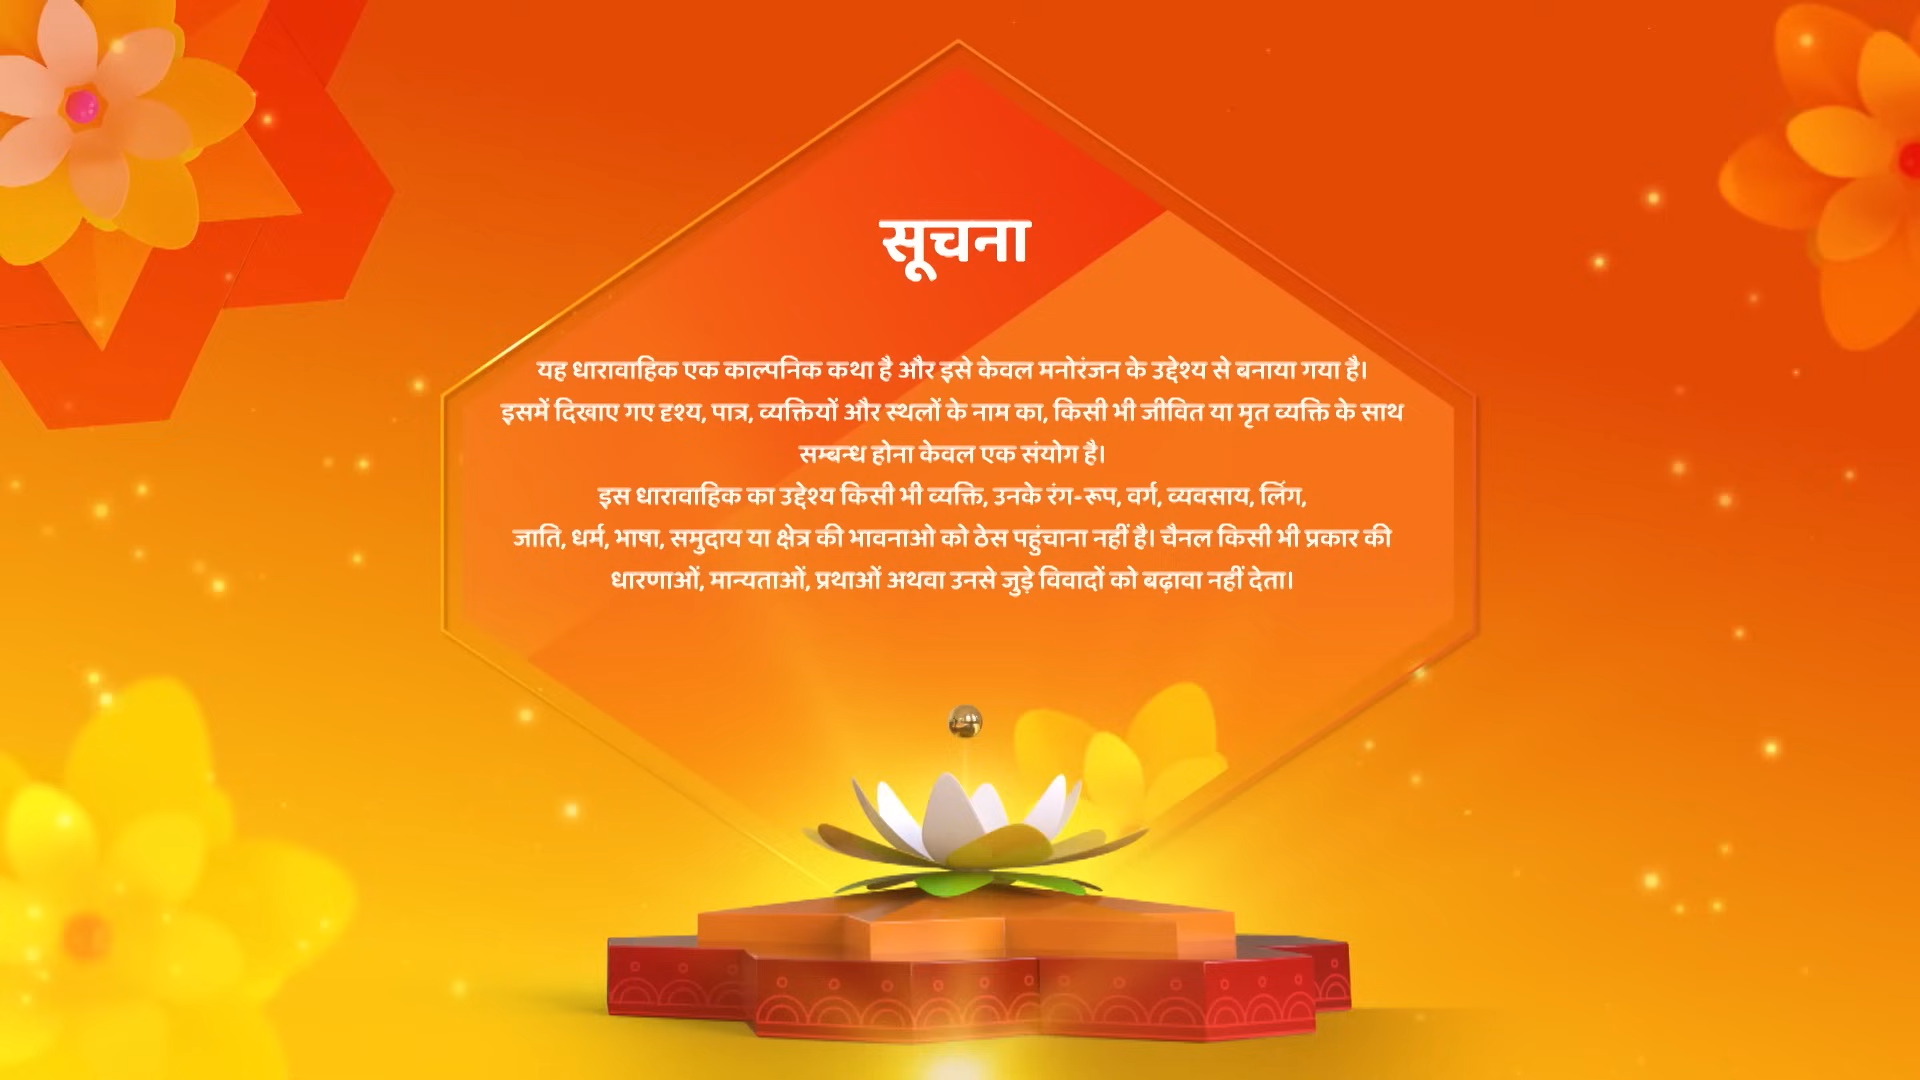 सूचना
यह धारावाहिक एक काल्पनिक कथा है और इसे केवल मनोरंजन के उद्देश्य से बनाया गया है।
इसमें दिखाए गए दृश्य, पात्र, व्यक्तियों और स्थलों के नाम का, किसी भी जीवित या मृत व्यक्ति के साथ
सम्बन्ध होना केवल एक संयोग है।
इस धारावाहिक का उद्देश्य किसी भी व्यक्ति, उनके रंग-रूप, वर्ग, व्यवसाय, लिंग,
जाति, धर्म, भाषा, समुदाय या क्षेत्र की भावनाओ को ठेस पहुंचाना नहीं है। चैनल किसी भी प्रकार की
धारणाओं, मान्यताओं, प्रथाओं अथवा उनसे जुड़े विवादों को बढ़ावा नहीं देता।